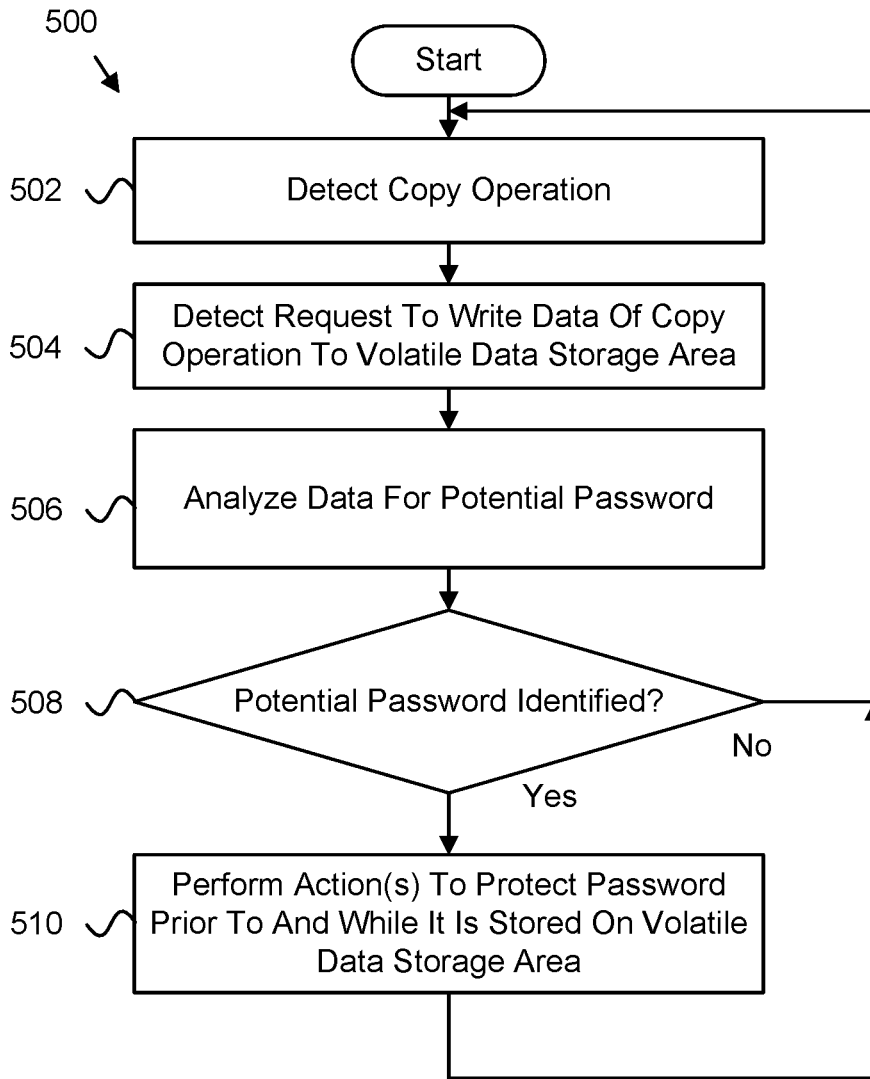 500
Start
502
Detect Copy Operation
504
Detect Request To Write Data Of Copy
Operation To Volatile Data Storage Area
506
Analyze Data For Potential Password
508
Potential Password Identified?
No
Yes
510
Perform Action(s) To Protect Password
Prior To And While It Is Stored On Volatile
Data Storage Area